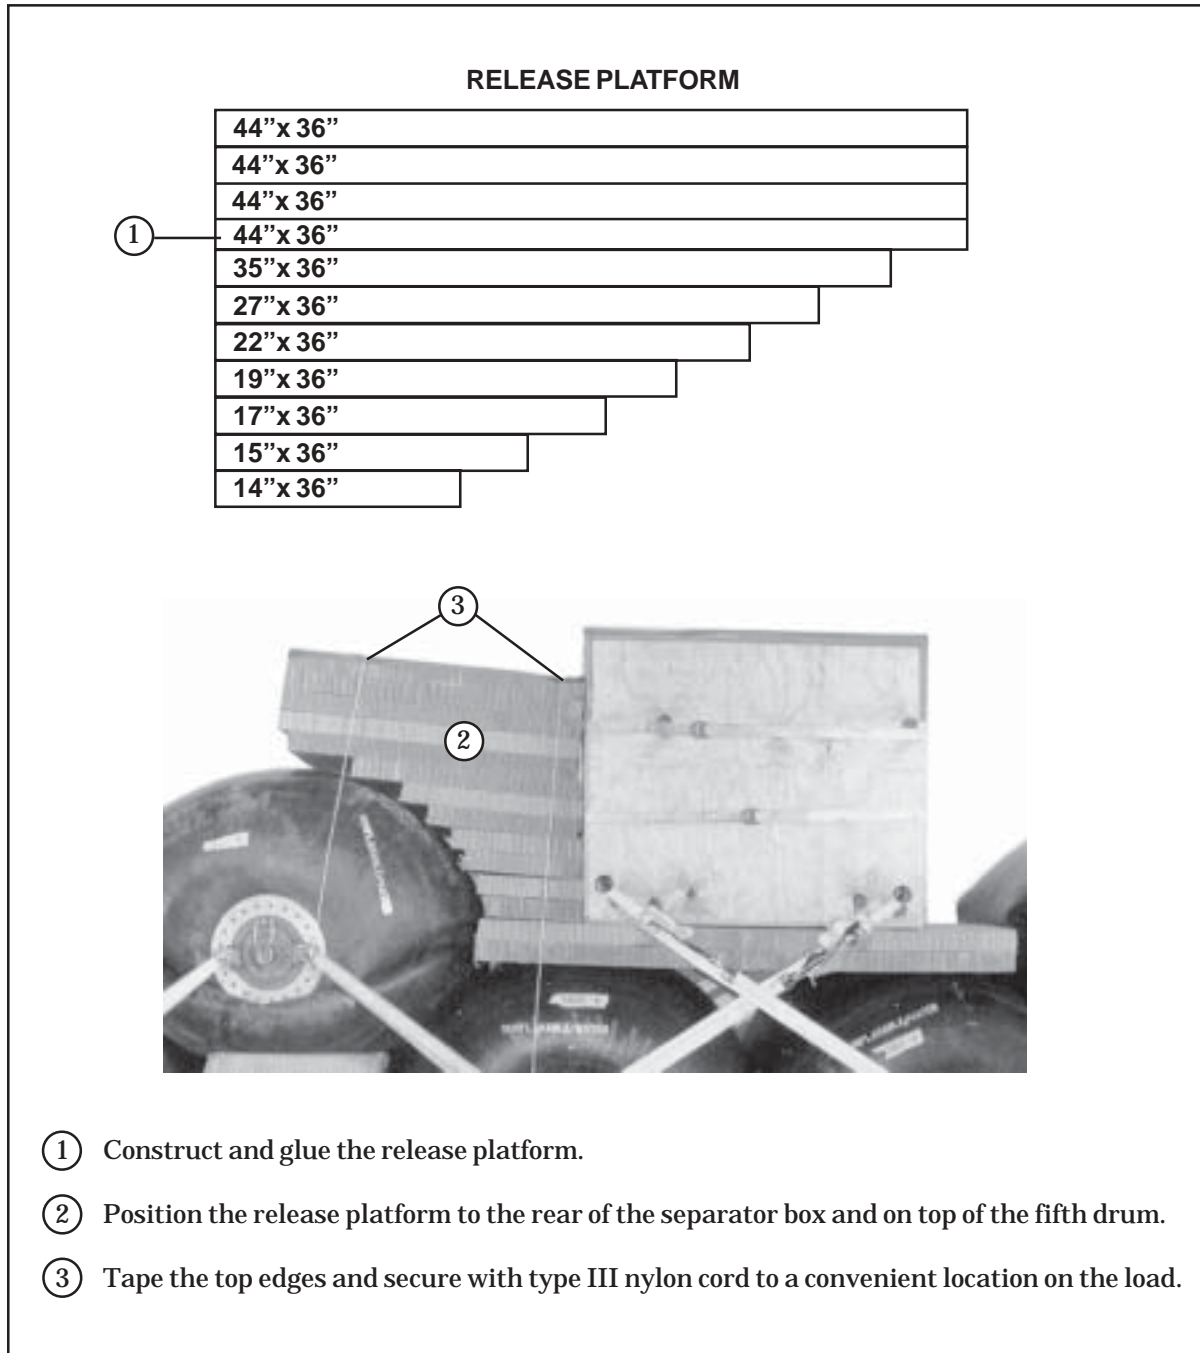 RELEASE PLATFORM
44”x 36”
44”x 36”
44”x 36”
1
44”x 36”
35”x 36”
27”x 36”
22”x 36”
19”x 36”
17”x 36”
15”x 36”
14”x 36”
3
2
1 Construct and glue the release platform.
2 Position the release platform to the rear of the separator box and on top of the fifth drum.
3 Tape the top edges and secure with type III nylon cord to a convenient location on the load.